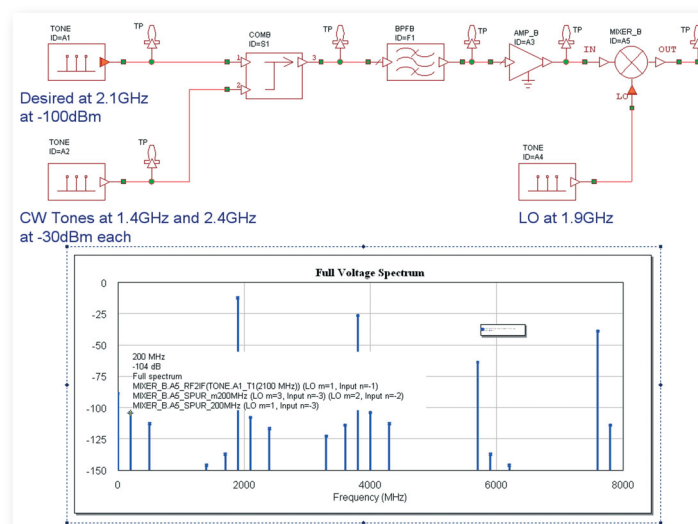 TONE
ID=A1
TP
COMB
ID=S1
TP
BPFB
ID=F1
TP
AMP_B
ID=A3
TP
MIXER_B
ID=A5
TP
1
2
3
IN
OUT
LO
Desired at 2.1GHz
at -100dBm
TONE
ID=A2
TP
TONE
ID=A4
CW Tones at 1.4GHz and 2.4GHz
at -30dBm each
LO at 1.9GHz
Full Voltage Spectrum
0
-25
-50
-75
-100
-125
-150
200 MHz
-104 dB
Full spectrum
MIXER_B.A5_RF2IF(TONE.A1_T1(2100 MHz)) (LO m=1, Input n=-1)
MIXER_B.A5_SPUR_m200MHz (LO m=3, Input n=-3) (LO m=2, Input n=-2)
MIXER_B.A5_SPUR_200MHz (LO m=1, Input n=-3)
0
2000
4000
6000
8000
Frequency (MHz)